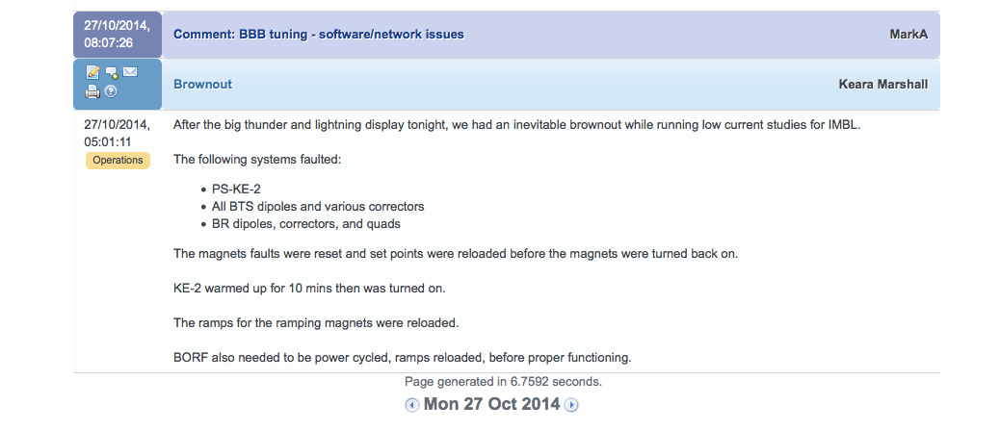 27/10/2014,
08:07:26
Comment: BBB tuning - software/network issues
MarkA
Brownout
Keara Marshall
27/10/2014,
05:01:11
Operations
After the big thunder and lightning display tonight, we had an inevitable brownout while running low current studies for IMBL.
The following systems faulted:
• PS-KE-2
• All BTS dipoles and various correctors
• BR dipoles, correctors, and quads
The magnets faults were reset and set points were reloaded before the magnets were turned back on.
KE-2 warmed up for 10 mins then was turned on.
The ramps for the ramping magnets were reloaded.
BORF also needed to be power cycled, ramps reloaded, before proper functioning.
Page generated in 6.7592 seconds.
Mon 27 Oct 2014